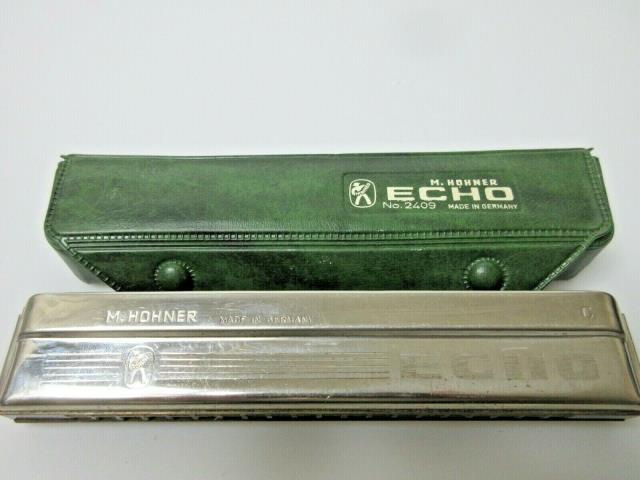 M. HOHNER
ECHO
No. 2409 MADE IN GERMANY
M. HOHNER MADE IN GERMANY C
ECHO